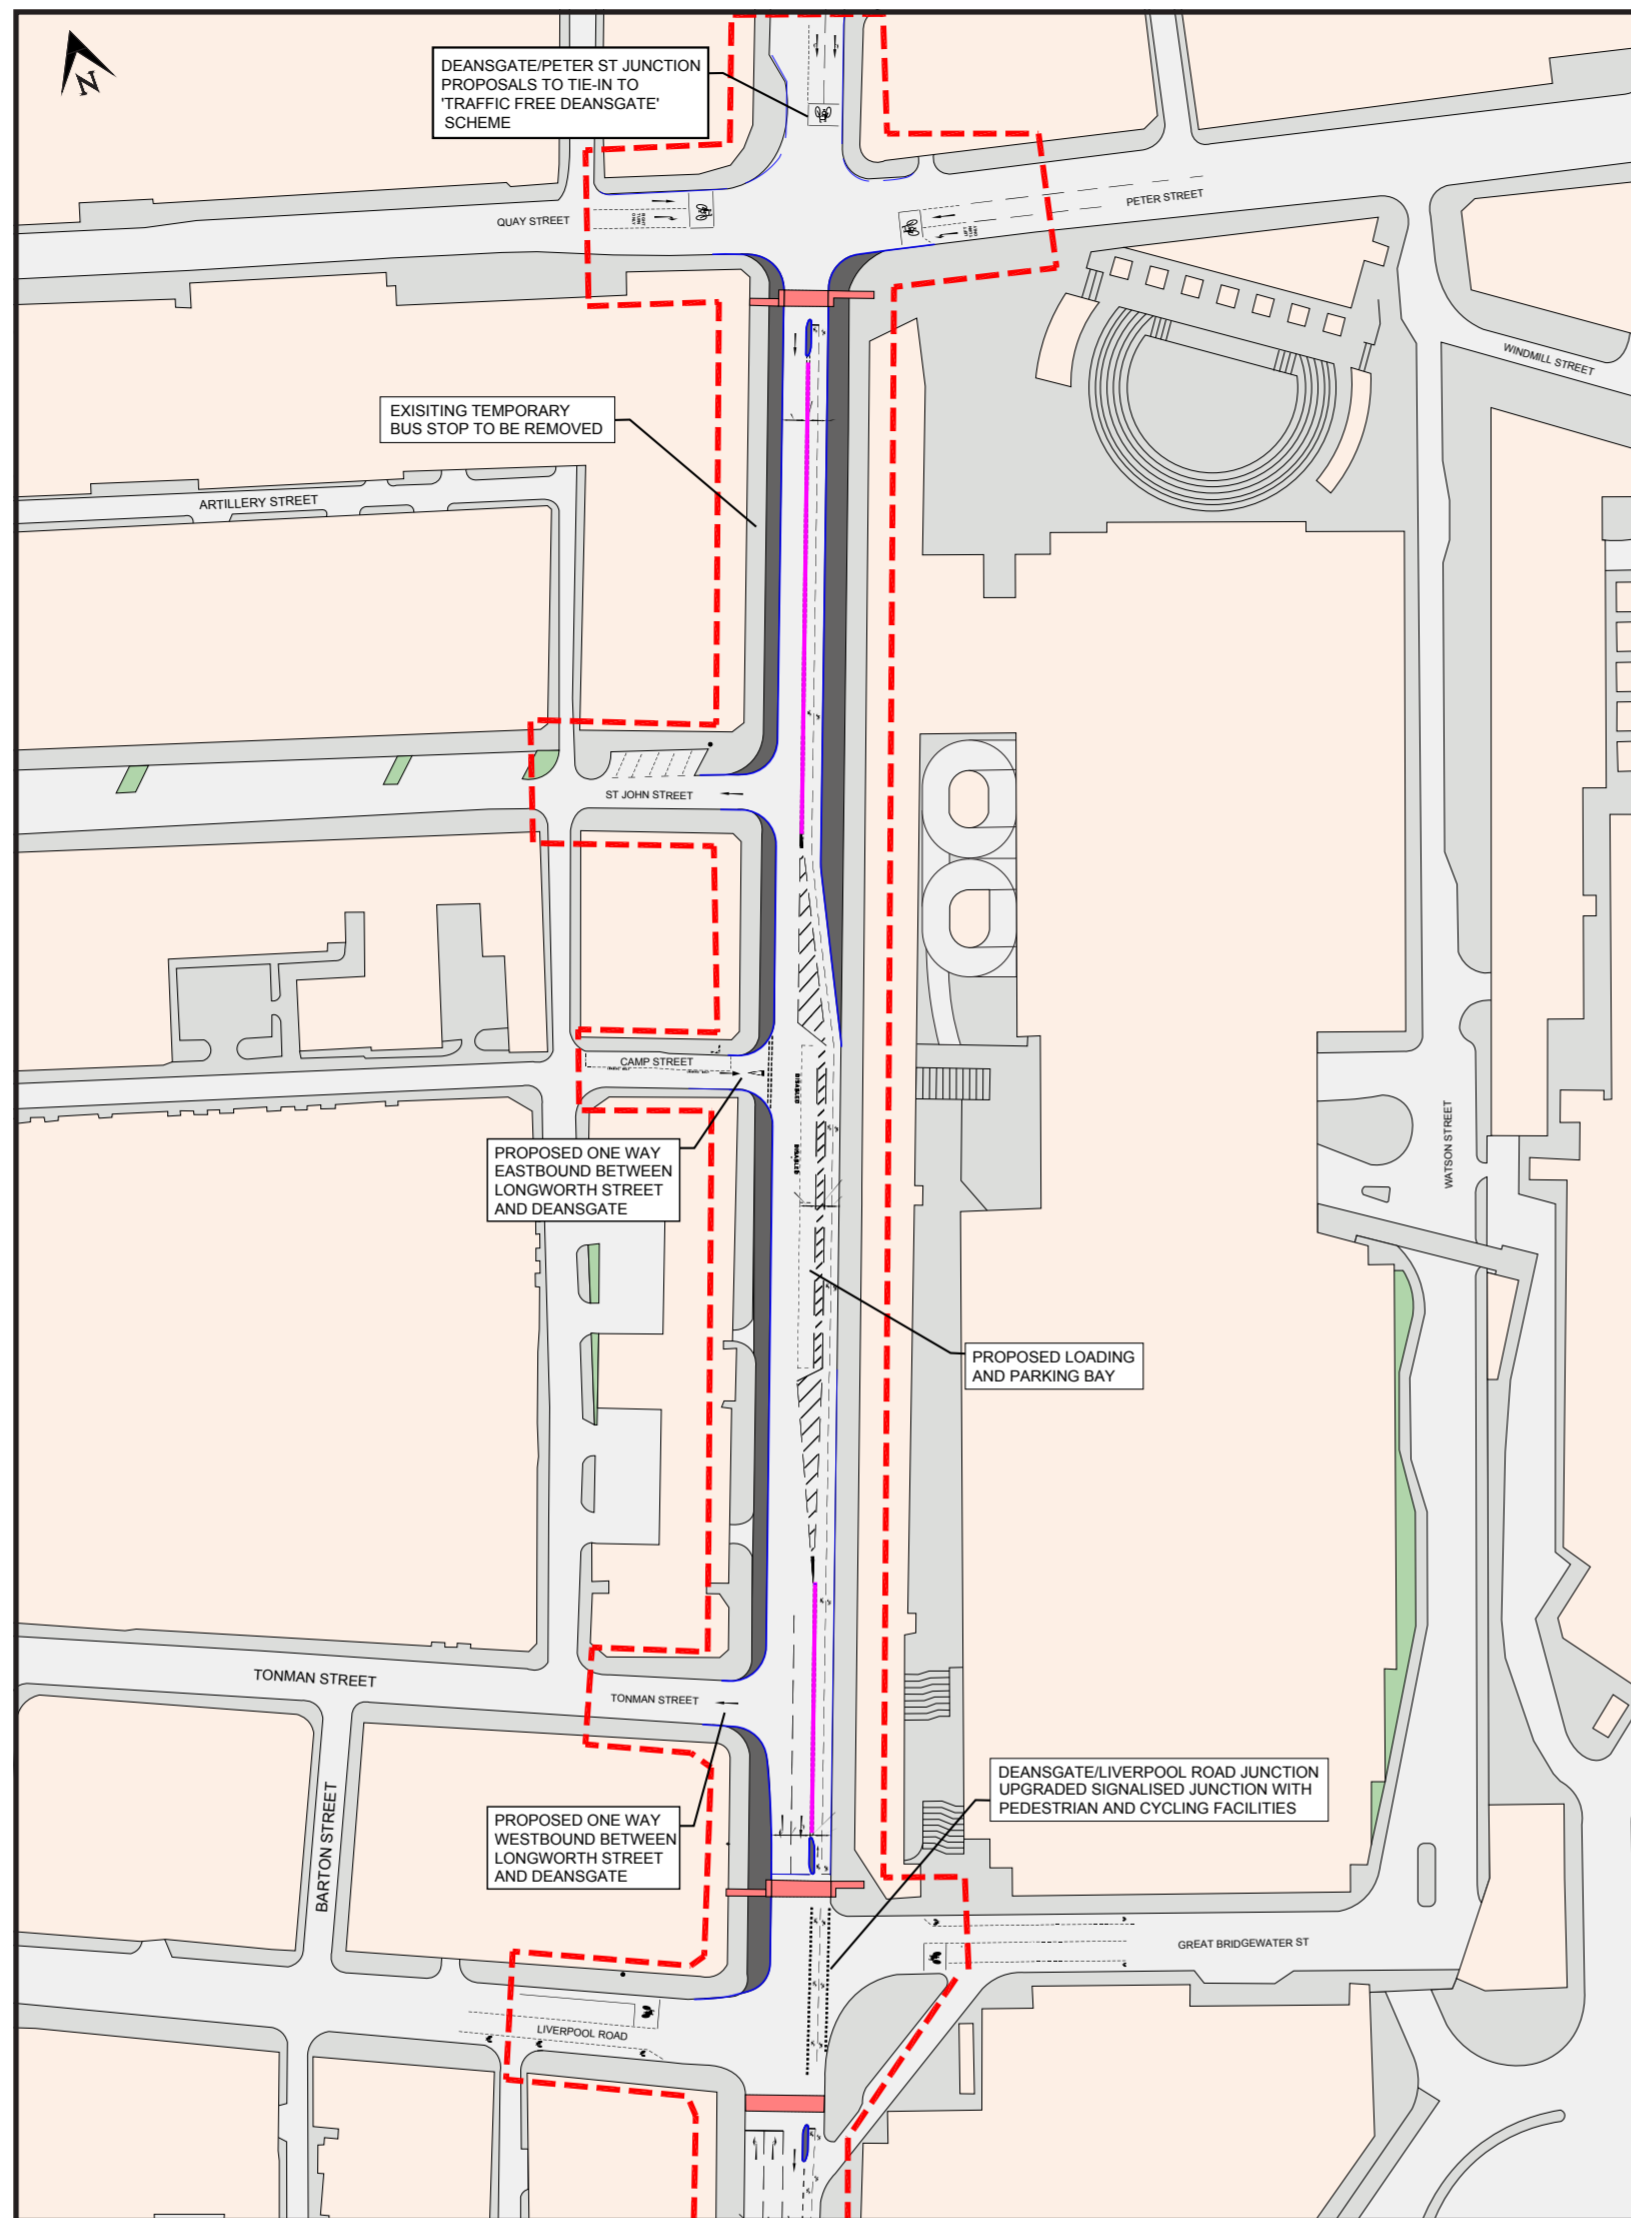 N
DEANSGATE/PETER ST JUNCTION
PROPOSALS TO TIE-IN TO
'TRAFFIC FREE DEANSGATE'
SCHEME
QUAY STREET
PETER STREET
WINDMILL STREET
EXISITING TEMPORARY
BUS STOP TO BE REMOVED
ARTILLERY STREET
ST JOHN STREET
CAMP STREET
WATSON STREET
PROPOSED ONE WAY
EASTBOUND BETWEEN
LONGWORTH STREET
AND DEANSGATE
PROPOSED LOADING
AND PARKING BAY
TONMAN STREET
TONMAN STREET
BARTON STREET
DEANSGATE/LIVERPOOL ROAD JUNCTION
UPGRADED SIGNALISED JUNCTION WITH
PEDESTRIAN AND CYCLING FACILITIES
PROPOSED ONE WAY
WESTBOUND BETWEEN
LONGWORTH STREET
AND DEANSGATE
GREAT BRIDGEWATER ST
LIVERPOOL ROAD